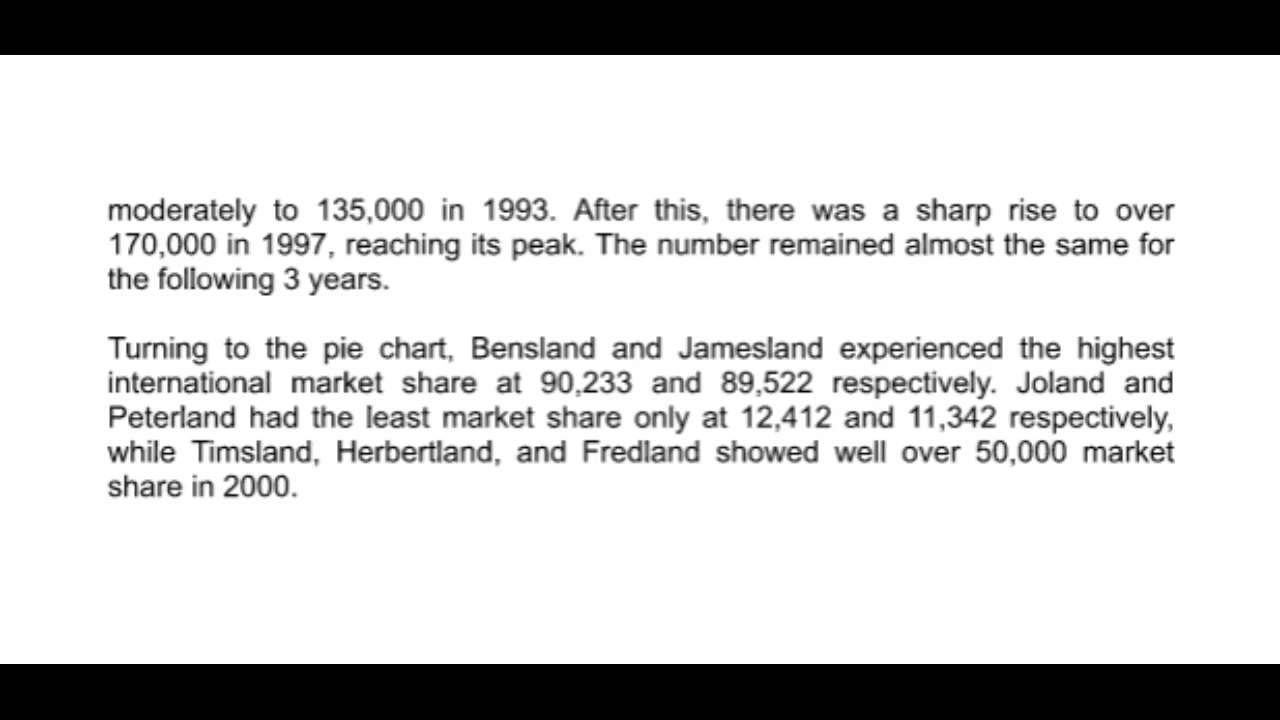 moderately to 135,000 in 1993. After this, there was a sharp rise to over
170,000 in 1997, reaching its peak. The number remained almost the same for
the following 3 years.
Turning to the pie chart, Bensland and Jamesland experienced the highest
international market share at 90,233 and 89,522 respectively. Joland and
Peterland had the least market share only at 12,412 and 11,342 respectively,
while Timsland, Herbertland, and Fredland showed well over 50,000 market
share in 2000.